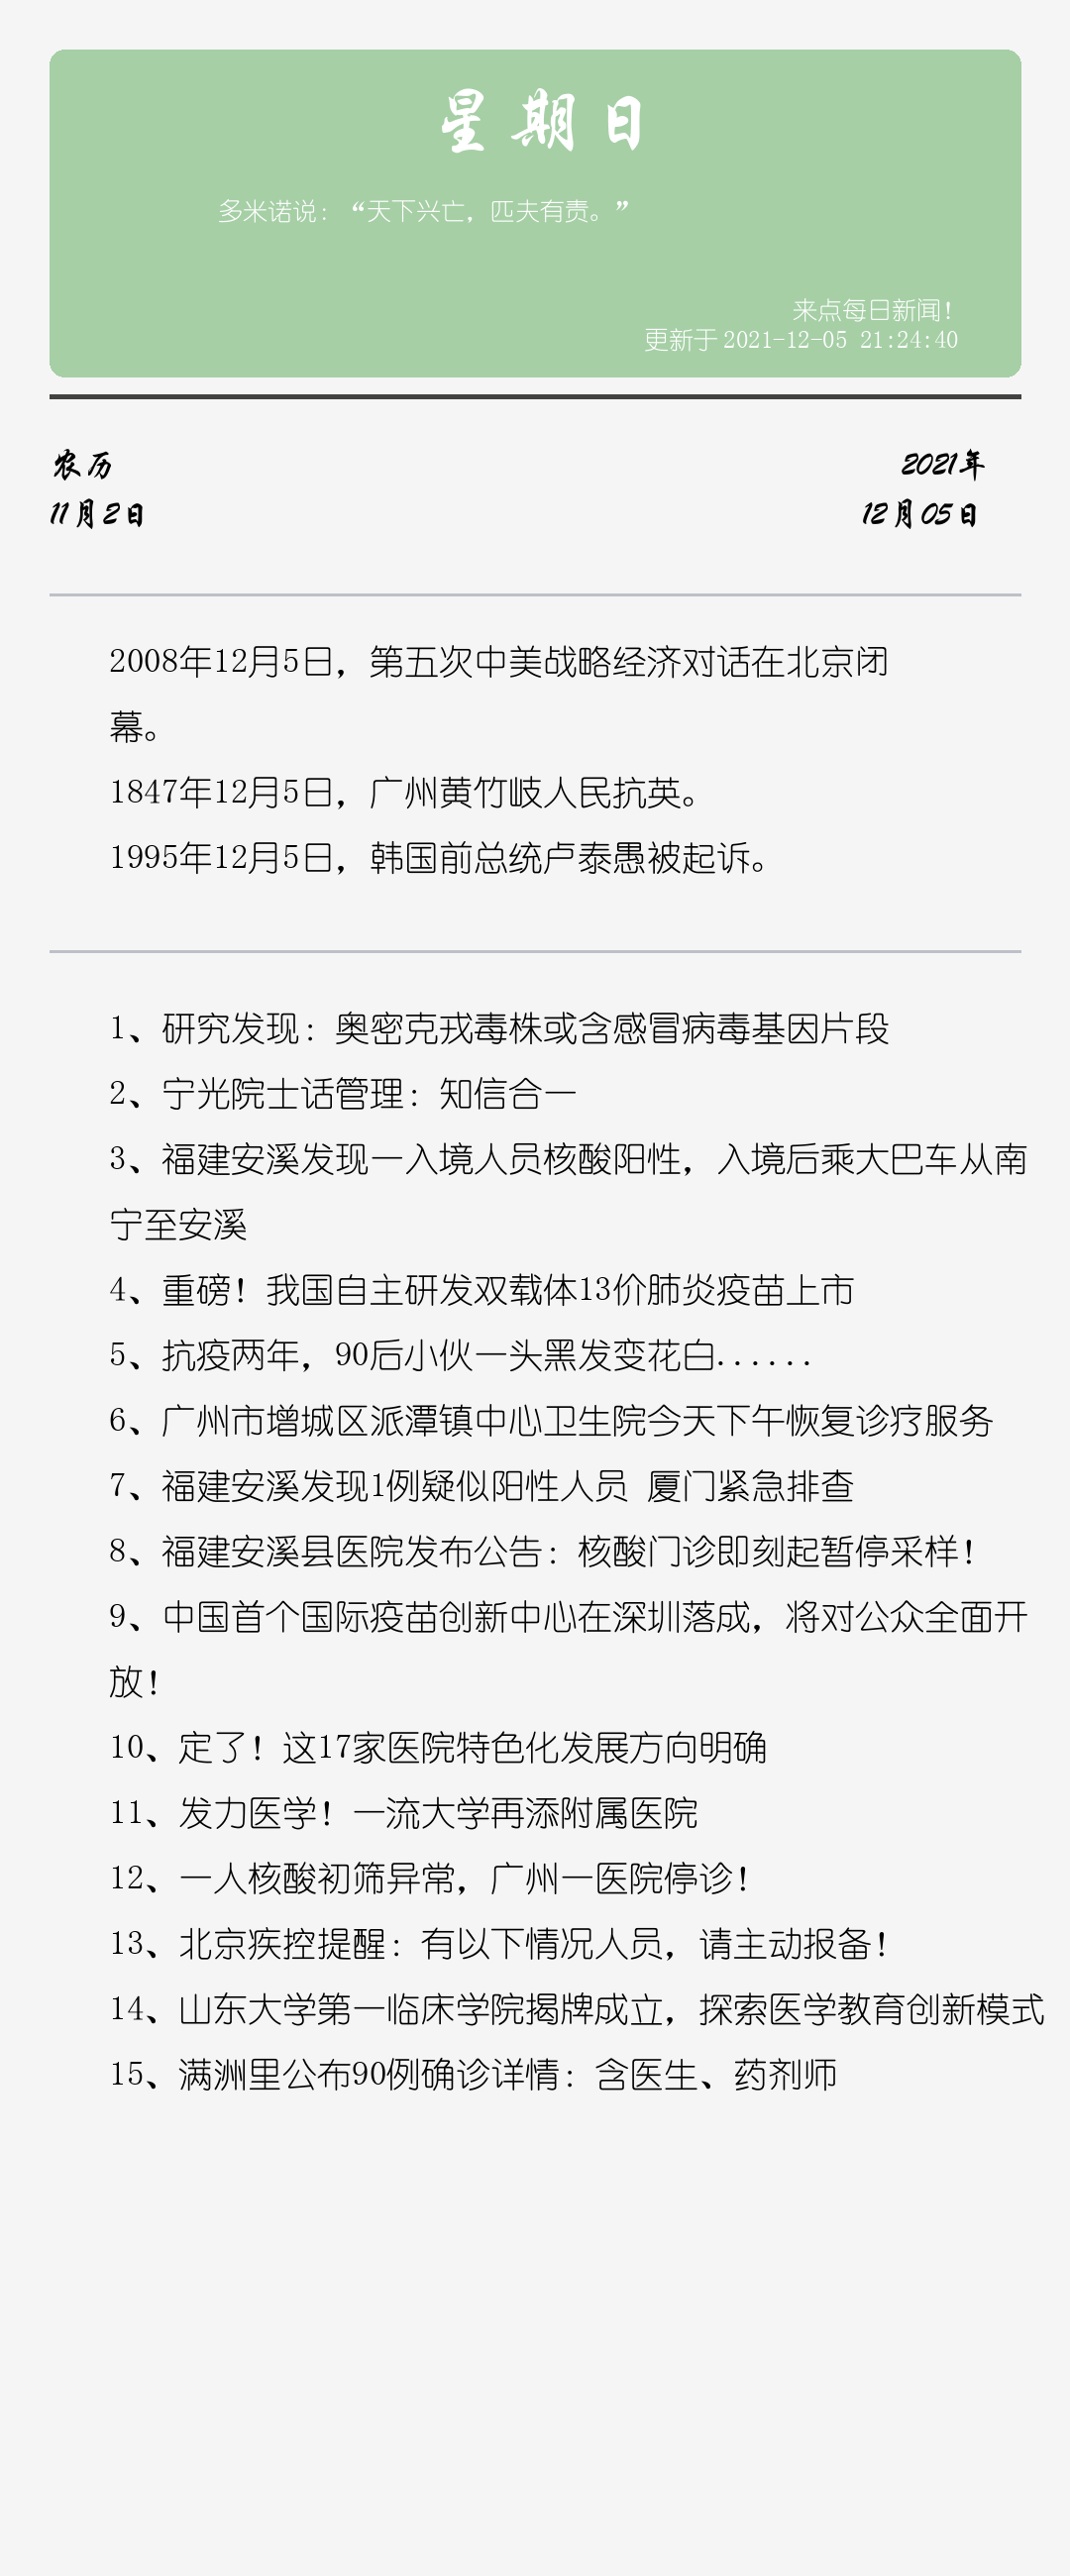 星期日
多米诺说：“天下兴亡，匹夫有责。”
来点每日新闻！
更新于2021-12-05 21:24:40
农历
2021年
11月2日
12月05日
2008年12月5日，第五次中美战略经济对话在北京闭
幕。
1847年12月5日，广州黄竹岐人民抗英。
1995年12月5日，韩国前总统卢泰愚被起诉。
1、研究发现：奥密克戎毒株或含感冒病毒基因片段
2、宁光院士话管理：知信合一
3、福建安溪发现一入境人员核酸阳性，入境后乘大巴车从南
宁至安溪
4、重磅！我国自主研发双载体13价肺炎疫苗上市
5、抗疫两年，90后小伙一头黑发变花白......
6、广州市增城区派潭镇中心卫生院今天下午恢复诊疗服务
7、福建安溪发现1例疑似阳性人员 厦门紧急排查
8、福建安溪县医院发布公告：核酸门诊即刻起暂停采样！
9、中国首个国际疫苗创新中心在深圳落成，将对公众全面开
放！
10、定了！这17家医院特色化发展方向明确
11、发力医学！一流大学再添附属医院
12、一人核酸初筛异常，广州一医院停诊！
13、北京疾控提醒：有以下情况人员，请主动报备！
14、山东大学第一临床学院揭牌成立，探索医学教育创新模式
15、满洲里公布90例确诊详情：含医生、药剂师